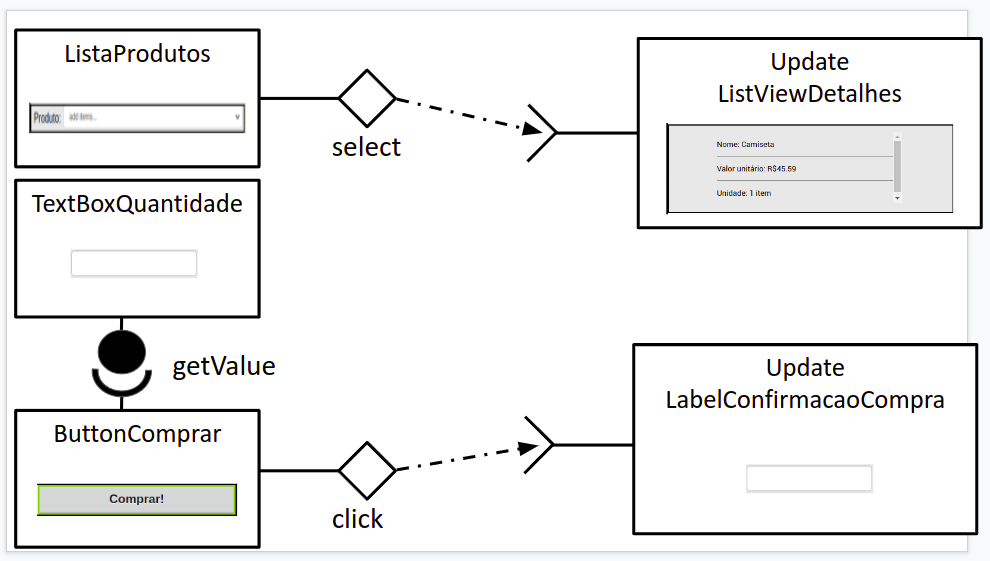 ListaProdutos
Produto: add items...
select
Update
ListViewDetalhes
Nome: Camiseta
Valor unitário: R$45.59
Unidade: 1 item
TextBoxQuantidade
getValue
ButtonComprar
Comprar!
click
Update
LabelConfirmacaoCompra